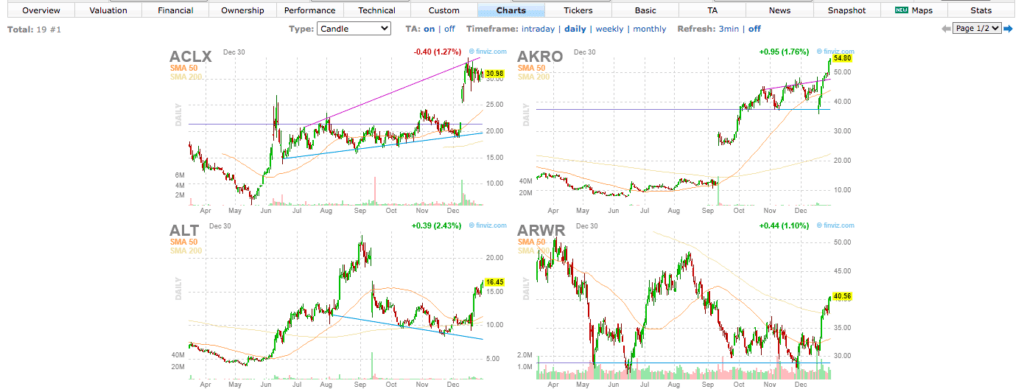 Overview Valuation Financial Ownership Performance Technical Custom Charts Tickers Basic TA News Snapshot NEW Maps Stats
Total: 19 #1 Type: Candle TA: on | off Timeframe: intraday | daily | weekly | monthly Refresh: 3min | off Page 1/2
ACLX Dec 30 -0.40 (1.27%) © finviz.com
SMA 50
SMA 200
DAILY
30.98
30.00
25.00
20.00
15.00
10.00
6M
4M
2M
Apr May Jun Jul Aug Sep Oct Nov Dec
AKRO Dec 30 +0.95 (1.76%) © finviz.com
SMA 50
SMA 200
DAILY
54.80
50.00
40.00
30.00
20.00
10.00
40M
20M
Apr May Jun Jul Aug Sep Oct Nov Dec
ALT Dec 30 +0.39 (2.43%) © finviz.com
SMA 50
SMA 200
DAILY
20.00
16.45
15.00
10.00
5.00
40M
20M
Apr May Jun Jul Aug Sep Oct Nov Dec
ARWR Dec 30 +0.44 (1.10%) © finviz.com
SMA 50
SMA 200
DAILY
50.00
45.00
40.56
35.00
30.00
2.0M
1.0M
Apr May Jun Jul Aug Sep Oct Nov Dec